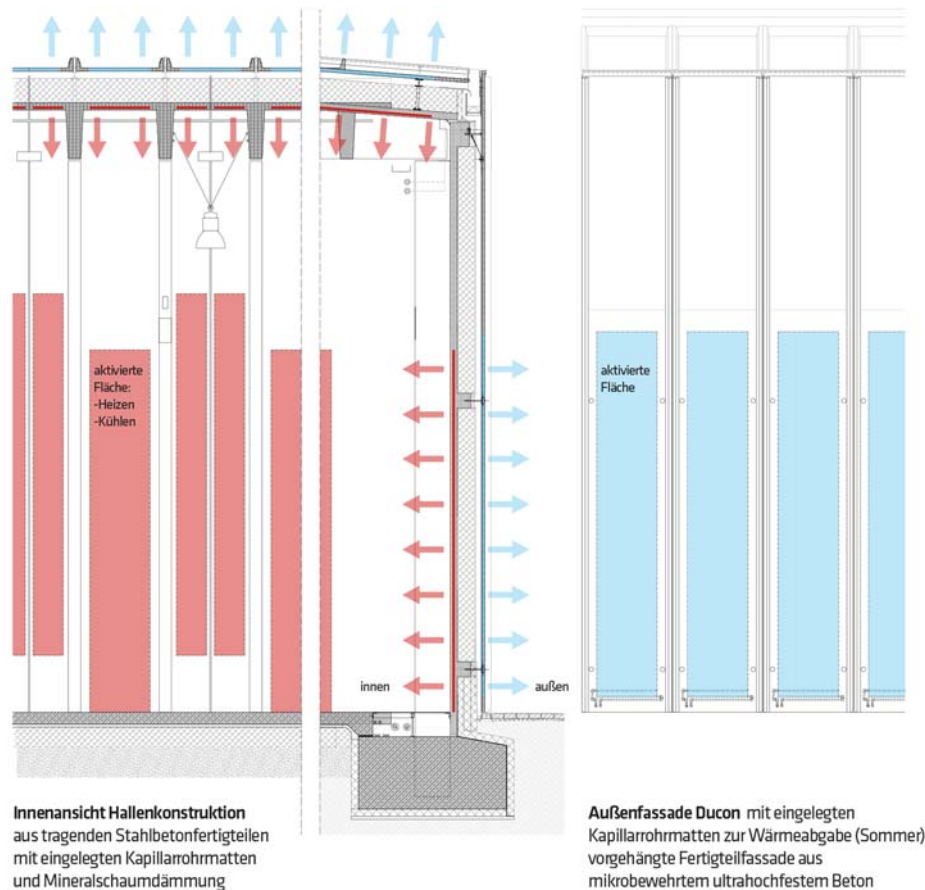 aktivierte
Fläche:
-Heizen
-Kühlen
innen
außen
aktivierte
Fläche
Innenansicht Hallenkonstruktion
aus tragenden Stahlbetonfertigteilen
mit eingelegten Kapillarrohrmatten
und Mineralschaumdämmung
Außenfassade Ducon mit eingelegten
Kapillarrohrmatten zur Wärmeabgabe (Sommer)
vorgehängte Fertigteilfassade aus
mikrobewehrtem ultrahochfestem Beton